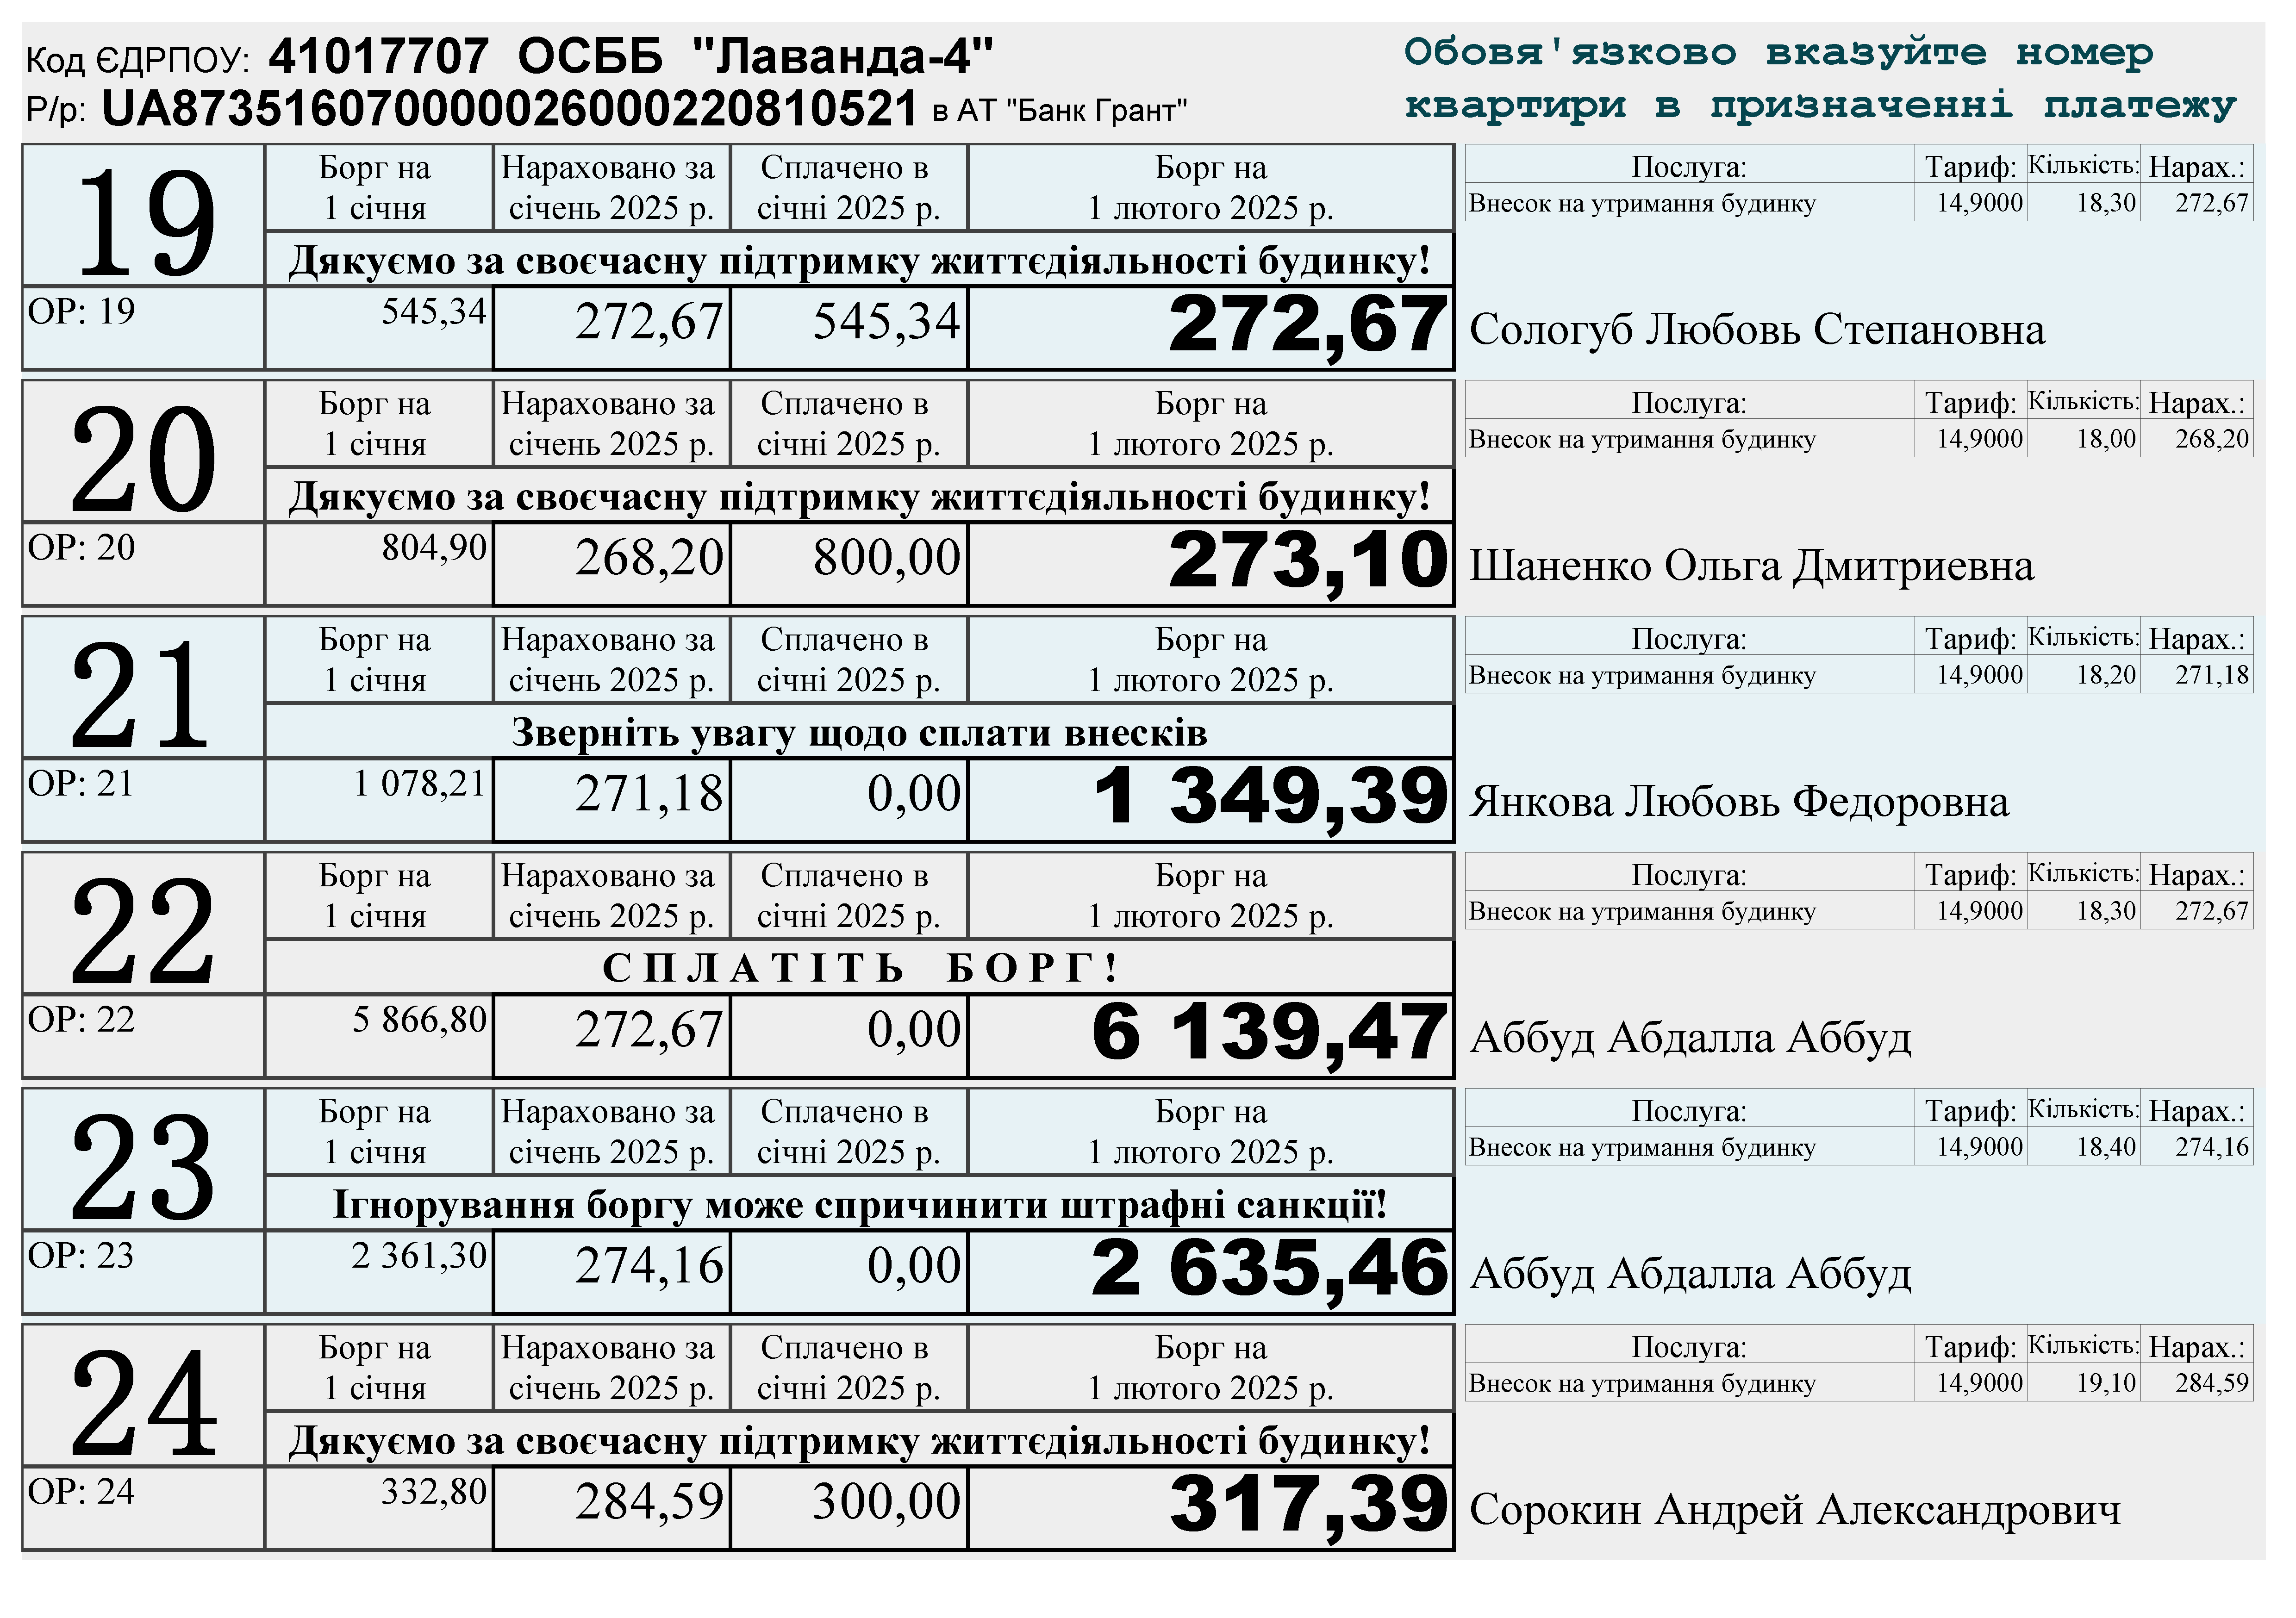 Код ЄДРПОУ: 41017707 ОСББ "Лаванда-4"
Р/р: UA873516070000026000220810521 в АТ "Банк Грант"
Обовя'язково вказуйте номер
квартири в призначенні платежу
19
Борг на 1 січня
Нараховано за січень 2025 р.
Сплачено в січні 2025 р.
Борг на 1 лютого 2025 р.
Послуга: Тариф: Кількість: Нарах.:
Внесок на утримання будинку 14,9000 18,30 272,67
Дякуємо за своєчасну підтримку життєдіяльності будинку!
ОР: 19 545,34 272,67 545,34 272,67 Сологуб Любовь Степановна
20
Борг на 1 січня
Нараховано за січень 2025 р.
Сплачено в січні 2025 р.
Борг на 1 лютого 2025 р.
Послуга: Тариф: Кількість: Нарах.:
Внесок на утримання будинку 14,9000 18,00 268,20
Дякуємо за своєчасну підтримку життєдіяльності будинку!
ОР: 20 804,90 268,20 800,00 273,10 Шаненко Ольга Дмитриевна
21
Борг на 1 січня
Нараховано за січень 2025 р.
Сплачено в січні 2025 р.
Борг на 1 лютого 2025 р.
Послуга: Тариф: Кількість: Нарах.:
Внесок на утримання будинку 14,9000 18,20 271,18
Зверніть увагу щодо сплати внесків
ОР: 21 1 078,21 271,18 0,00 1 349,39 Янкова Любовь Федоровна
22
Борг на 1 січня
Нараховано за січень 2025 р.
Сплачено в січні 2025 р.
Борг на 1 лютого 2025 р.
Послуга: Тариф: Кількість: Нарах.:
Внесок на утримання будинку 14,9000 18,30 272,67
С П Л А Т І Т Ь Б О Р Г !
ОР: 22 5 866,80 272,67 0,00 6 139,47 Аббуд Абдалла Аббуд
23
Борг на 1 січня
Нараховано за січень 2025 р.
Сплачено в січні 2025 р.
Борг на 1 лютого 2025 р.
Послуга: Тариф: Кількість: Нарах.:
Внесок на утримання будинку 14,9000 18,40 274,16
Ігнорування боргу може спричинити штрафні санкції!
ОР: 23 2 361,30 274,16 0,00 2 635,46 Аббуд Абдалла Аббуд
24
Борг на 1 січня
Нараховано за січень 2025 р.
Сплачено в січні 2025 р.
Борг на 1 лютого 2025 р.
Послуга: Тариф: Кількість: Нарах.:
Внесок на утримання будинку 14,9000 19,10 284,59
Дякуємо за своєчасну підтримку життєдіяльності будинку!
ОР: 24 332,80 284,59 300,00 317,39 Сорокин Андрей Александрович